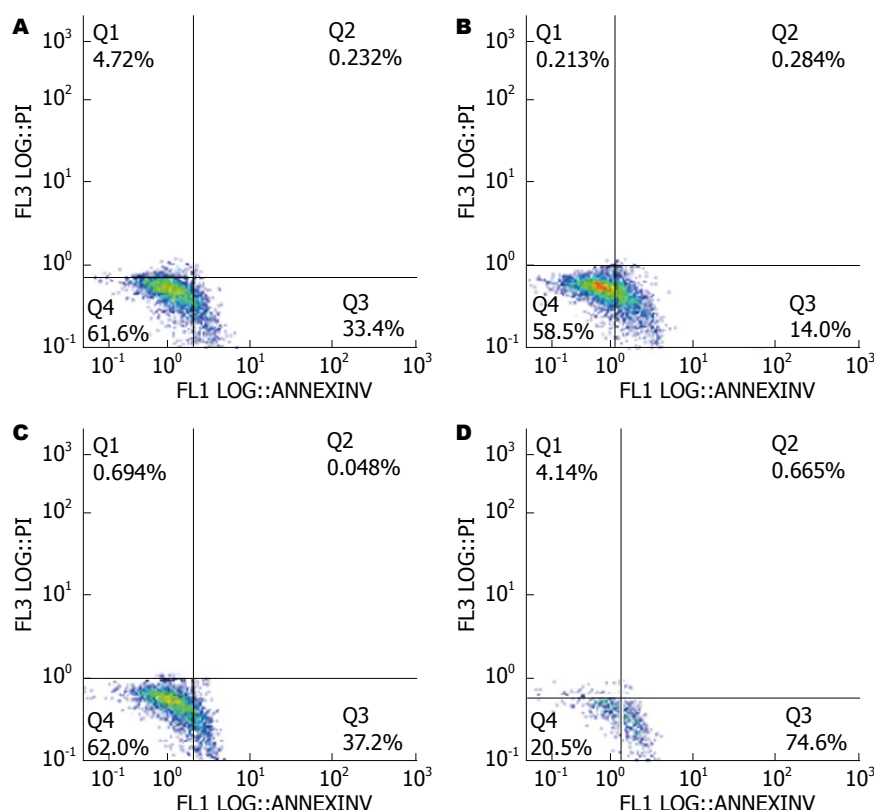 A
Q1
4.72%
Q2
0.232%
10³
10²
10¹
10⁰
10⁻¹
FL3 LOG::PI
Q4
61.6%
Q3
33.4%
10⁻¹ 10⁰ 10¹ 10² 10³
FL1 LOG::ANNEXINV
B
Q1
0.213%
Q2
0.284%
10³
10²
10¹
10⁰
10⁻¹
FL3 LOG::PI
Q4
58.5%
Q3
14.0%
10⁻¹ 10⁰ 10¹ 10² 10³
FL1 LOG::ANNEXINV
C
Q1
0.694%
Q2
0.048%
10³
10²
10¹
10⁰
10⁻¹
FL3 LOG::PI
Q4
62.0%
Q3
37.2%
10⁻¹ 10⁰ 10¹ 10² 10³
FL1 LOG::ANNEXINV
D
Q1
4.14%
Q2
0.665%
10³
10²
10¹
10⁰
10⁻¹
FL3 LOG::PI
Q4
20.5%
Q3
74.6%
10⁻¹ 10⁰ 10¹ 10² 10³
FL1 LOG::ANNEXINV